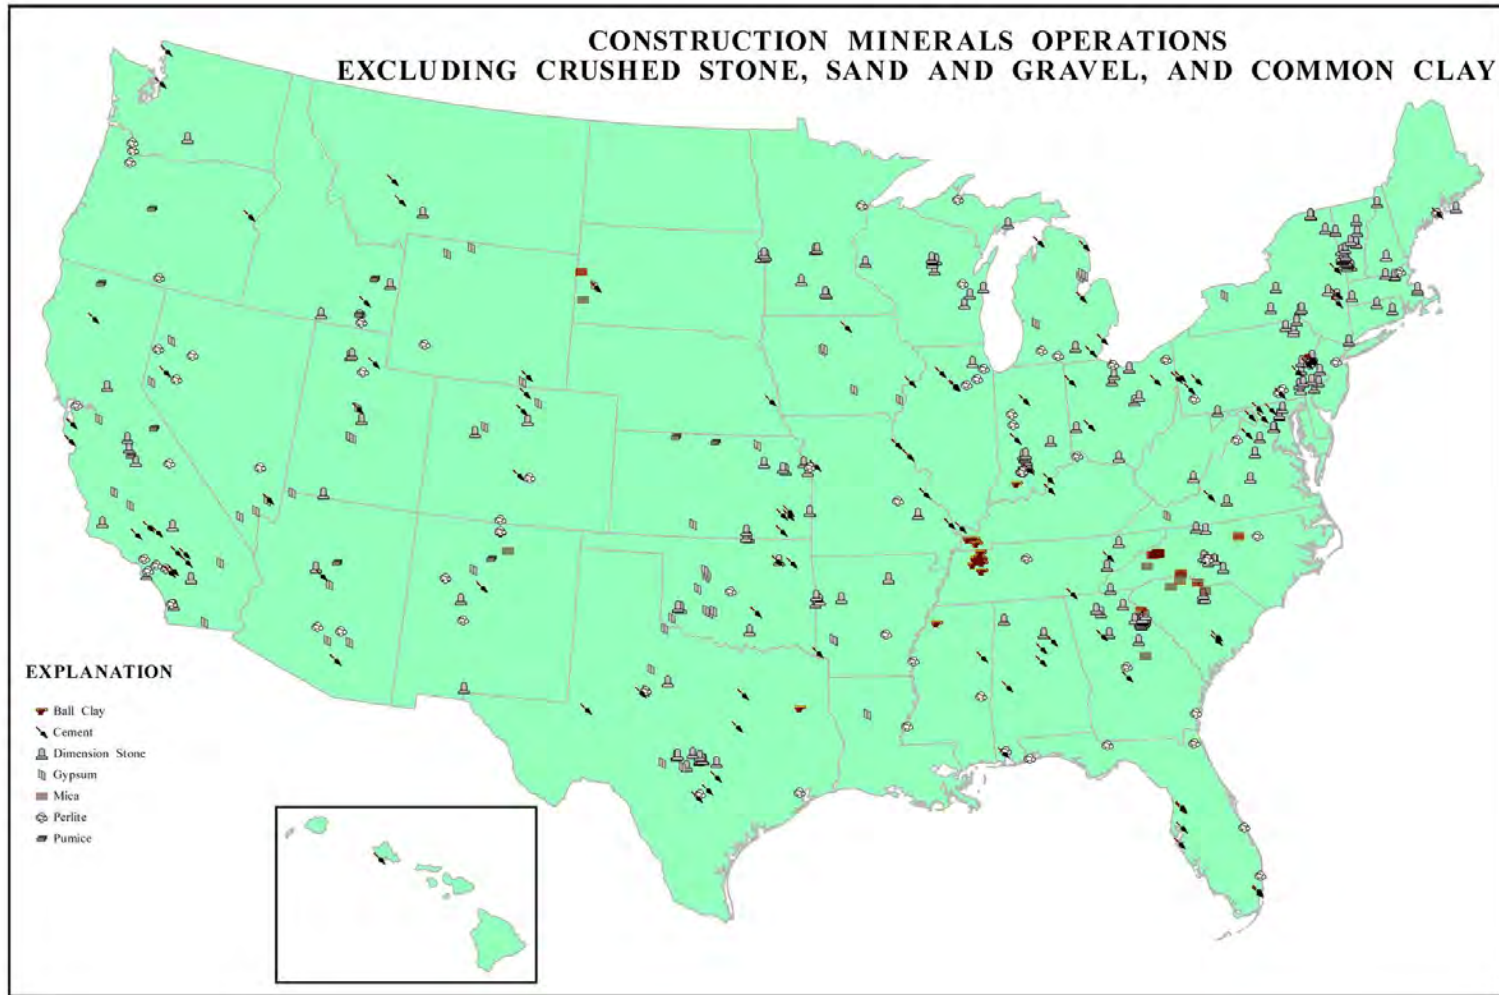 CONSTRUCTION MINERALS OPERATIONS
EXCLUDING CRUSHED STONE, SAND AND GRAVEL, AND COMMON CLAY
EXPLANATION
Ball Clay
Cement
Dimension Stone
Gypsum
Mica
Perlite
Pumice